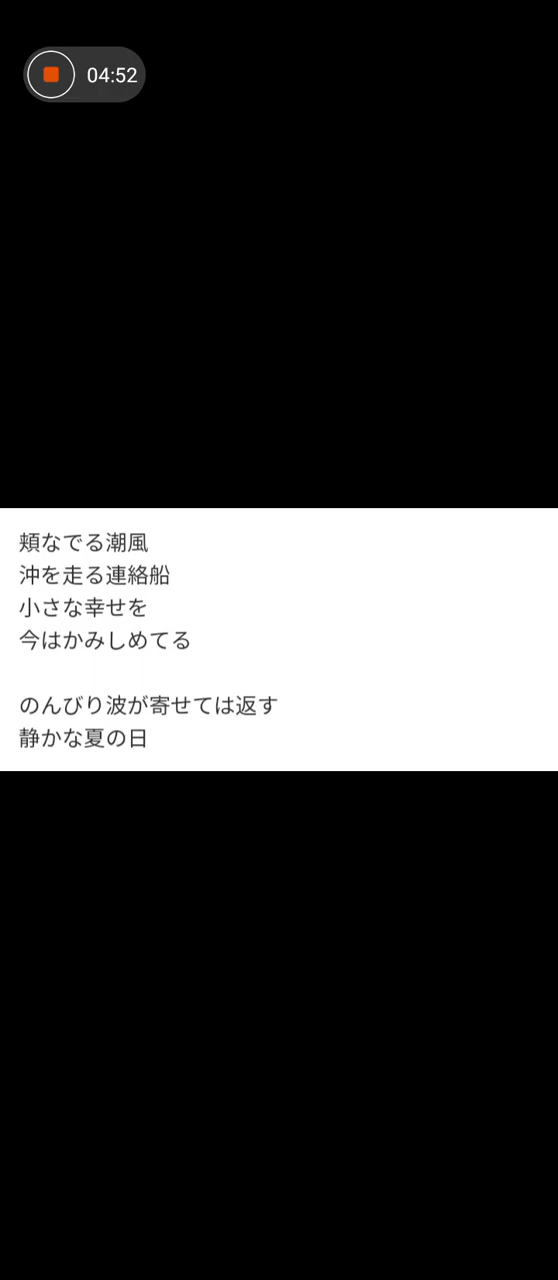 04:52
頬なでる潮風
沖を走る連絡船
小さな幸せを
今はかみしめてる
のんびり波が寄せては返す
静かな夏の日